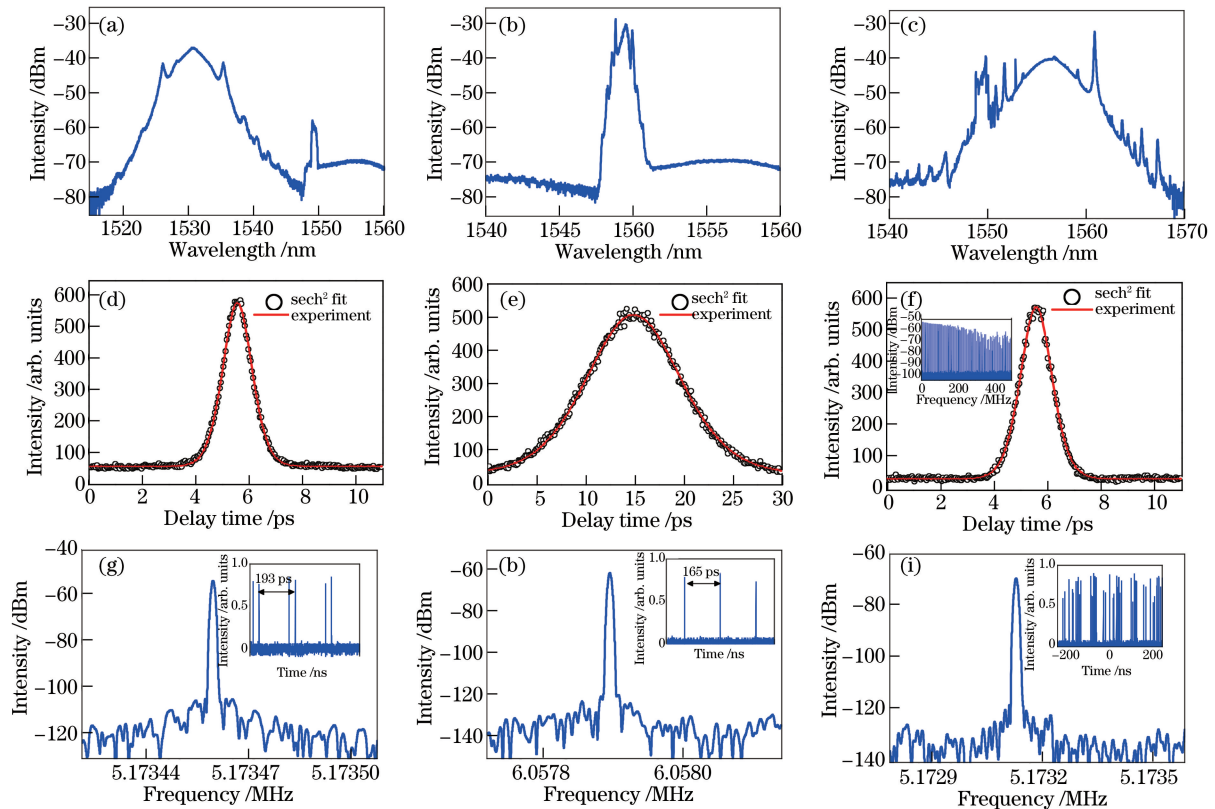 (a)
Intensity /dBm
−30
−40
−50
−60
−70
−80
1520
1530
1540
1550
1560
Wavelength /nm
(b)
Intensity /dBm
−30
−40
−50
−60
−70
−80
1540
1545
1550
1560
1555
1560
Wavelength /nm
(c)
Intensity /dBm
−30
−40
−50
−60
−70
−80
1540
1550
1560
1570
Wavelength /nm
(d)
sech² fit
experiment
Intensity /arb. units
600
500
400
300
200
100
0
0
2
4
6
8
10
Delay time /ps
(e)
sech² fit
experiment
Intensity /arb. units
600
500
400
300
200
100
0
0
5
10
15
20
25
30
Delay time /ps
(f)
sech² fit
experiment
Intensity /arb. units
600
500
400
300
200
100
0
0
2
4
6
8
10
Delay time /ps
Intensity /dBm
−50
−60
−70
−80
−90
−100
0
200
400
Frequency /MHz
(g)
Intensity /dBm
−40
−60
−80
−100
−120
5.17344
5.17347
5.17350
Frequency /MHz
Intensity /arb. units
1.0
0.5
0
193 ps
Time /ns
(b)
Intensity /dBm
−60
−80
−100
−120
−140
6.0578
6.0580
Frequency /MHz
Intensity /arb. units
1.0
0.5
0
165 ps
Time /ns
(i)
Intensity /dBm
−60
−80
−100
−120
−140
5.1729
5.1732
5.1735
Frequency /MHz
Intensity /arb. units
1.0
0.5
0
−200
0
200
Time /ns